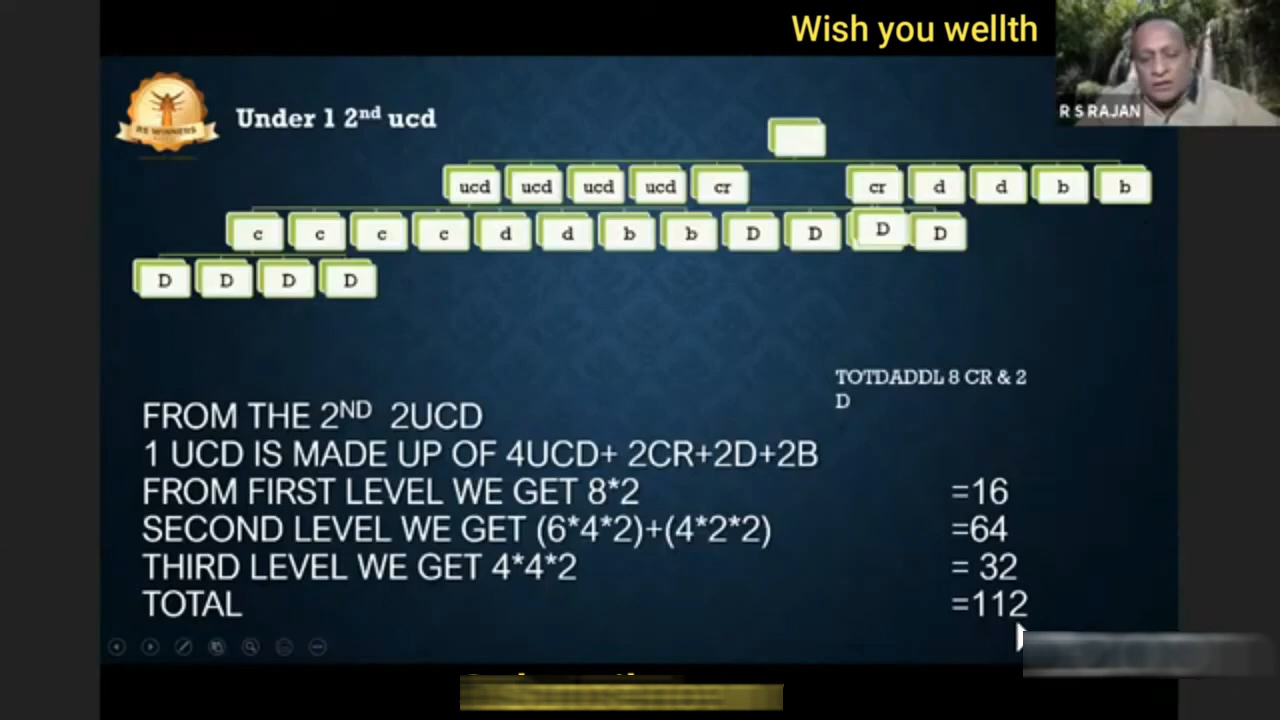 Wish you wellth
R S RAJAN
RS WINNERS
Under 1 2nd ucd
ucd ucd ucd ucd cr cr d d b b
c c c c d d b b D D D D
D D D D
TOTDADDL 8 CR & 2
D
FROM THE 2ND 2UCD
1 UCD IS MADE UP OF 4UCD+ 2CR+2D+2B
FROM FIRST LEVEL WE GET 8*2 =16
SECOND LEVEL WE GET (6*4*2)+(4*2*2) =64
THIRD LEVEL WE GET 4*4*2 = 32
TOTAL =112